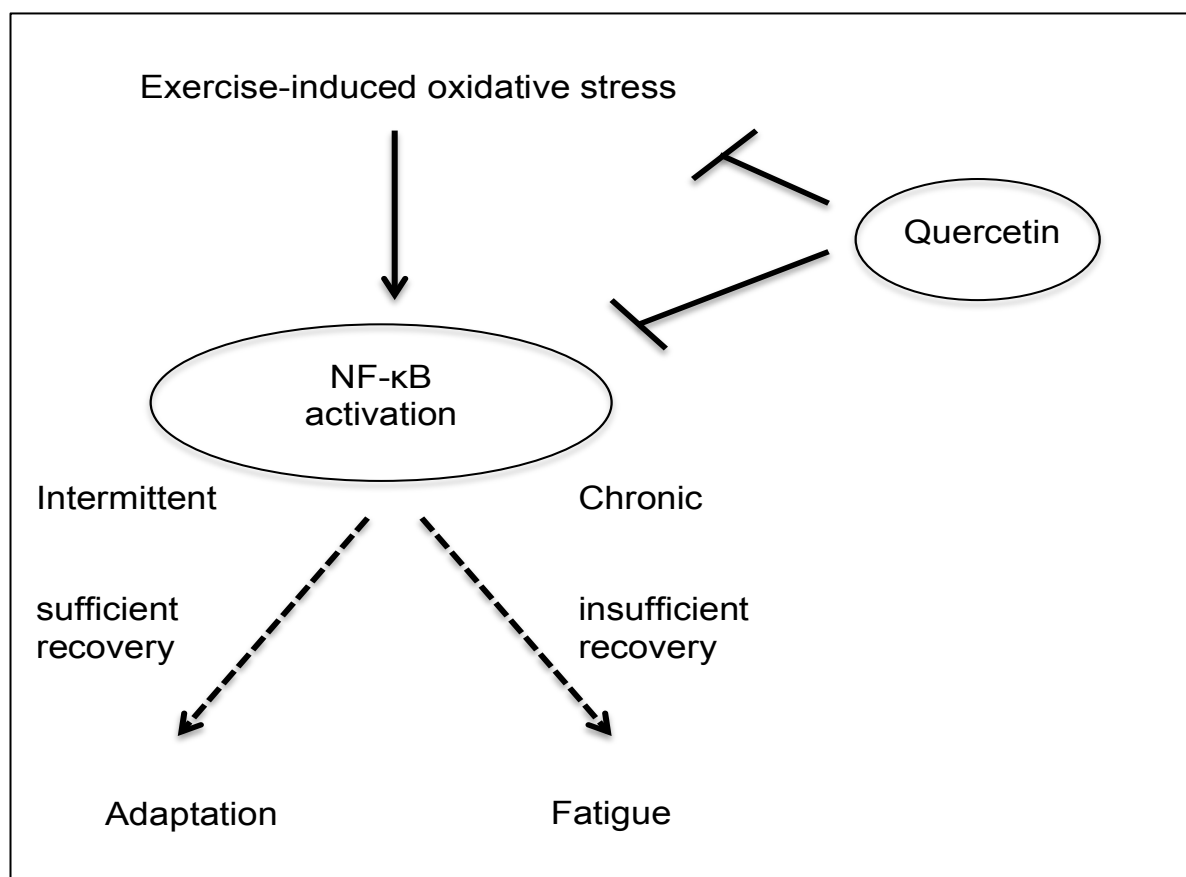 Exercise-induced oxidative stress
Quercetin
NF-κB
activation
Intermittent
Chronic
sufficient
recovery
insufficient
recovery
Adaptation
Fatigue